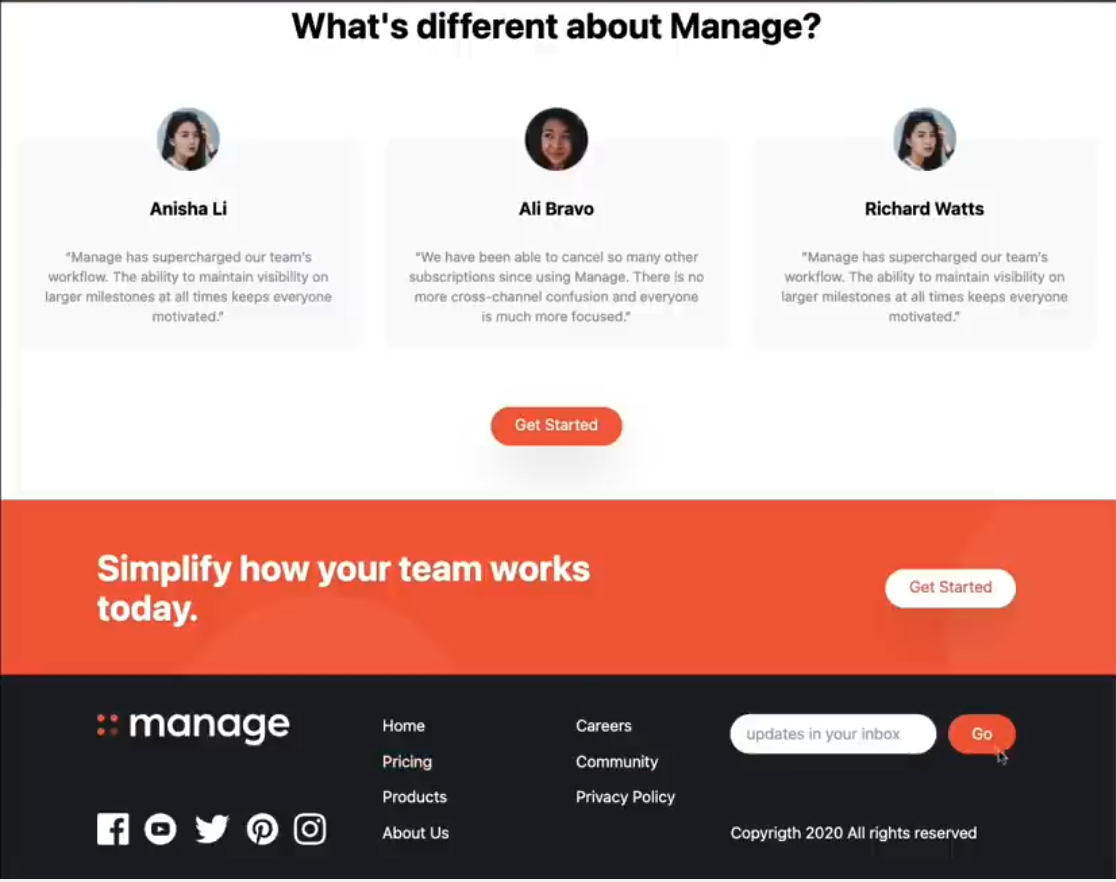 What's different about Manage?
Anisha Li
"Manage has supercharged our team's
workflow. The ability to maintain visibility on
larger milestones at all times keeps everyone
motivated."
Ali Bravo
"We have been able to cancel so many other
subscriptions since using Manage. There is no
more cross-channel confusion and everyone
is much more focused."
Richard Watts
"Manage has supercharged our team's
workflow. The ability to maintain visibility on
larger milestones at all times keeps everyone
motivated."
Get Started
Simplify how your team works
today.
Get Started
manage
Home
Pricing
Products
About Us
Careers
Community
Privacy Policy
updates in your inbox
Go
Copyrigth 2020 All rights reserved